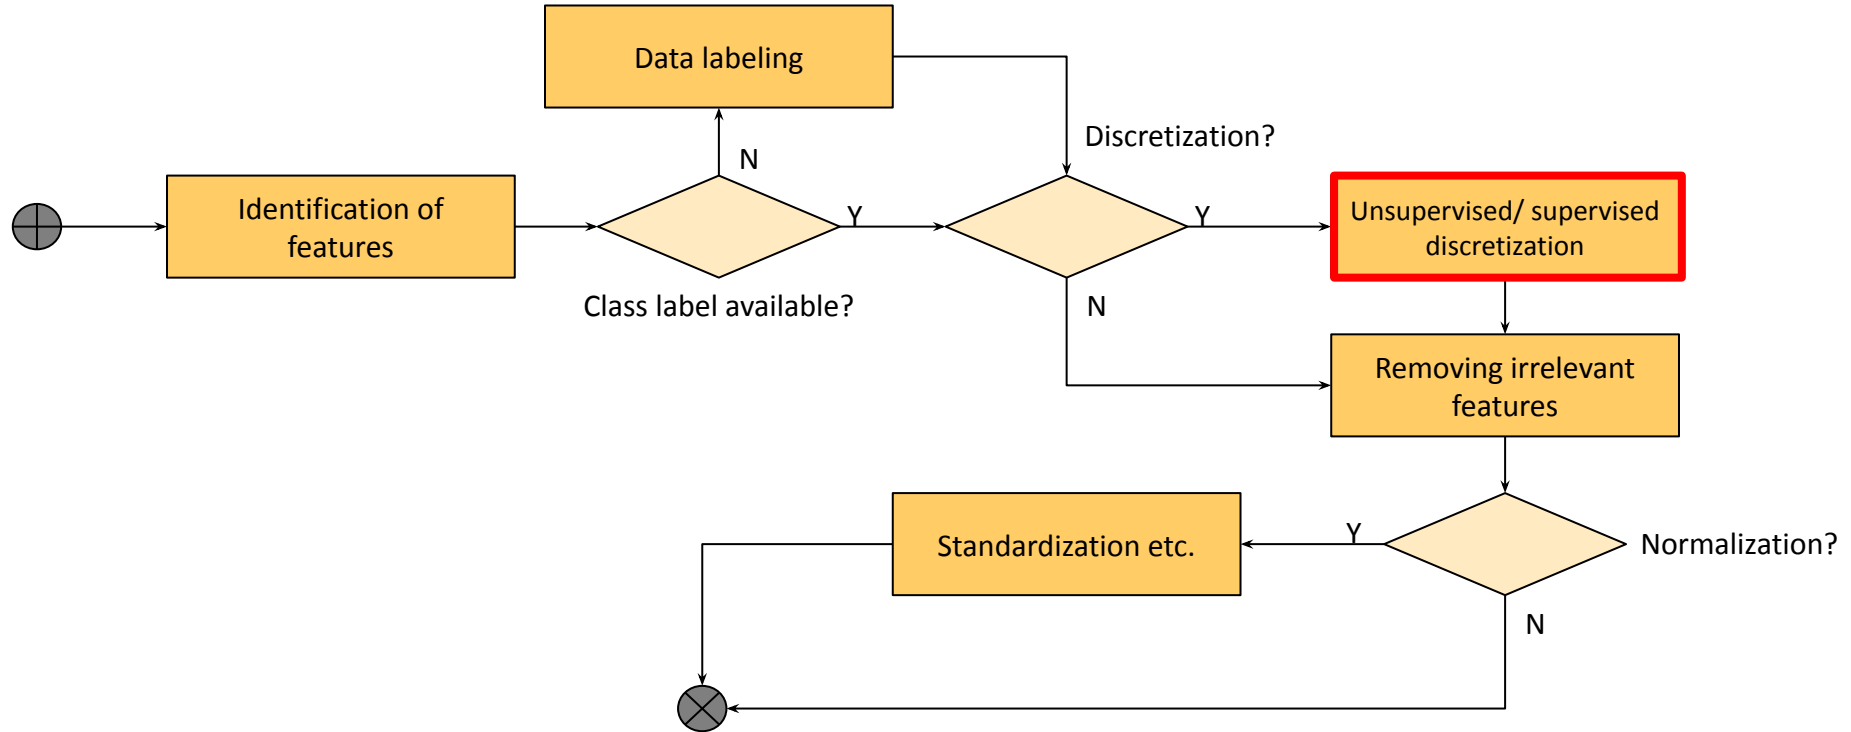 Data labeling
Discretization?
N
Identification of
features
Y
Y
Unsupervised/ supervised
discretization
Class label available?
N
Removing irrelevant
features
Standardization etc.
Y
Normalization?
N